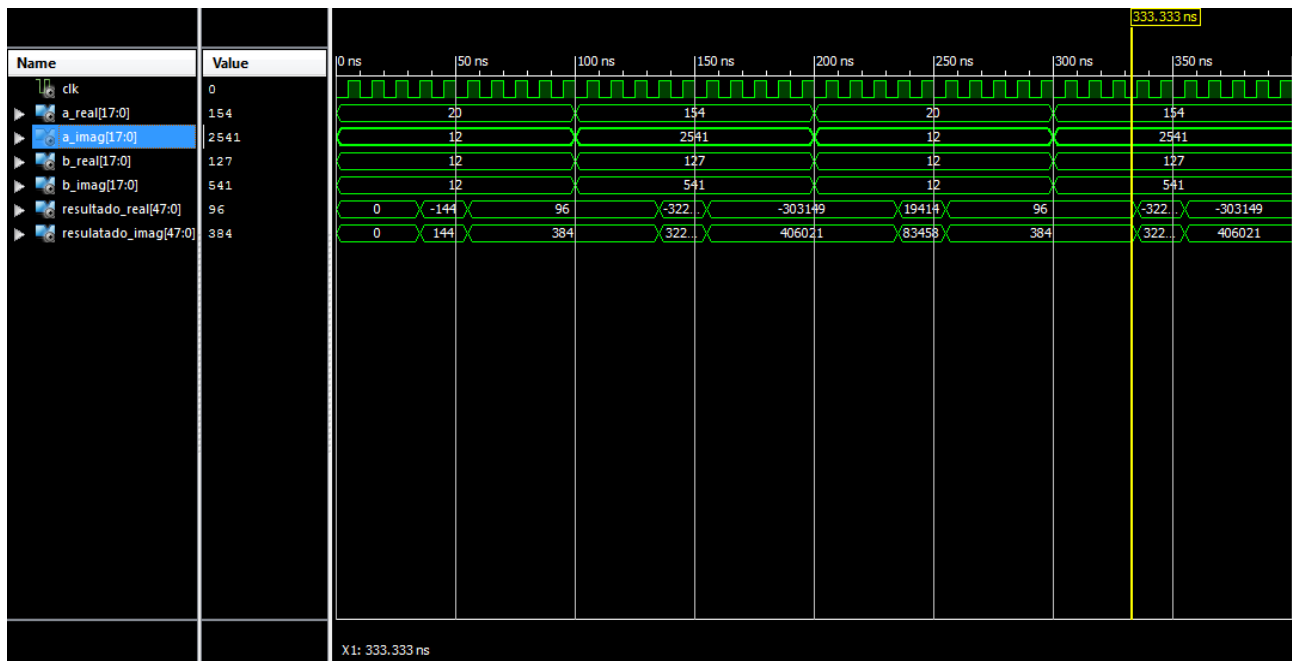 333.333 ns
Name Value 0 ns 50 ns 100 ns 150 ns 200 ns 250 ns 300 ns 350 ns
clk 0
a_real[17:0] 154 20 154 20 154
a_imag[17:0] 2541 12 2541 12 2541
b_real[17:0] 127 12 127 12 127
b_imag[17:0] 541 12 541 12 541
resultado_real[47:0] 96 0 -144 96 -322... -303149 19414 96 -322... -303149
resulatado_imag[47:0] 384 0 144 384 322... 406021 83458 384 322... 406021
X1: 333.333 ns